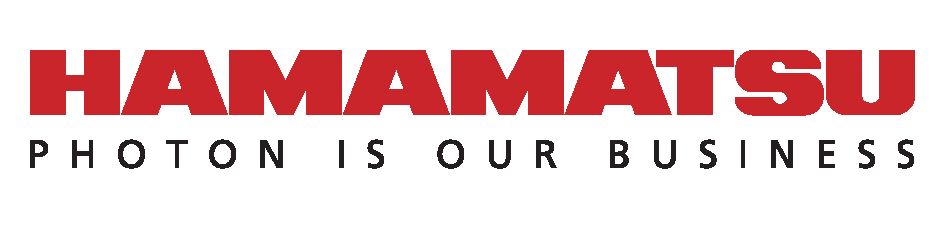 HAMAMATSU
PHOTON IS OUR BUSINESS